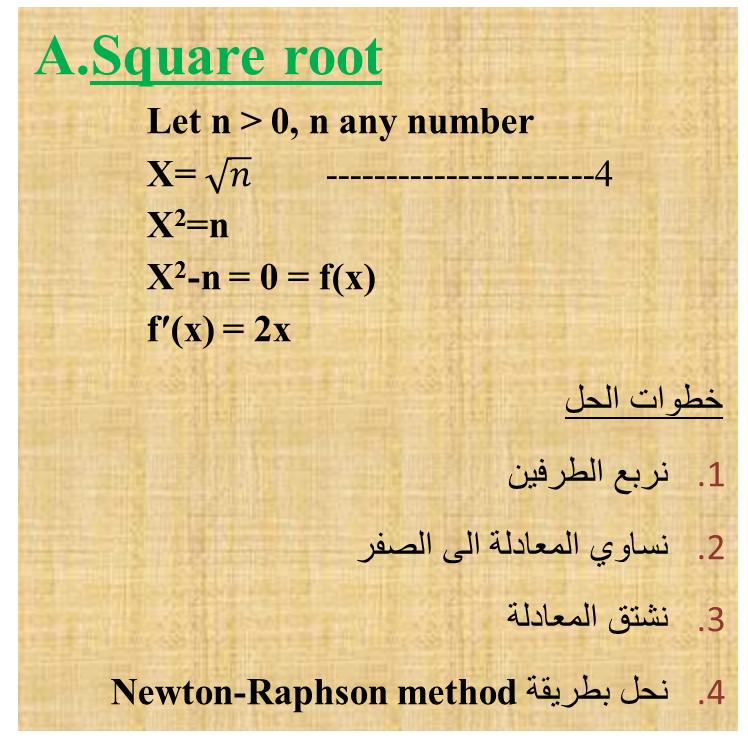 A.Square root
Let n > 0, n any number
X= √n ----------------------4
X²=n
X²-n = 0 = f(x)
f′(x) = 2x
خطوات الحل
1. نربع الطرفين
2. نساوي المعادلة الى الصفر
3. نشتق المعادلة
4. نحل بطريقة Newton-Raphson method